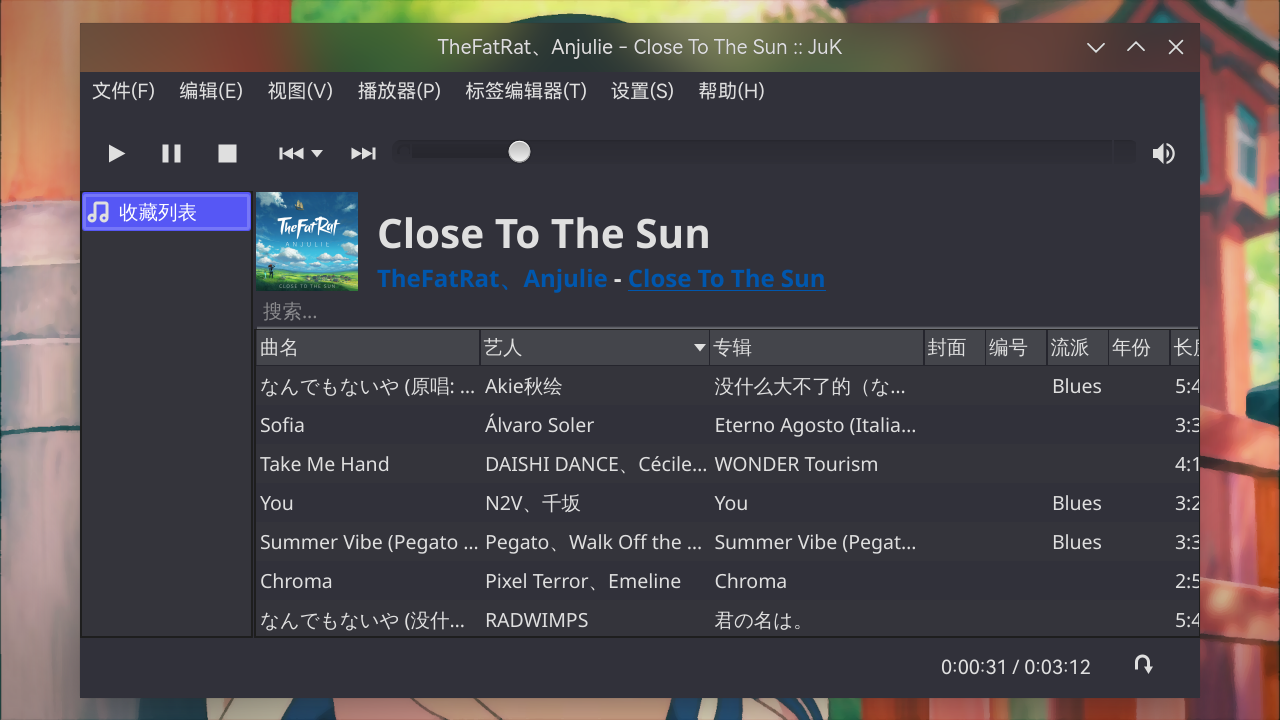 TheFatRat、Anjulie – Close To The Sun :: JuK
文件(F) 编辑(E) 视图(V) 播放器(P) 标签编辑器(T) 设置(S) 帮助(H)
收藏列表
TheFatRat
ANJULIE
CLOSE TO THE SUN
Close To The Sun
TheFatRat、Anjulie - Close To The Sun
搜索...
曲名 艺人 专辑 封面 编号 流派 年份 长度
なんでもないや (原唱: ... Akie秋绘 没什么大不了的（な... Blues 5:4
Sofia Álvaro Soler Eterno Agosto (Italia... 3:3
Take Me Hand DAISHI DANCE、Cécile... WONDER Tourism 4:1
You N2V、千坂 You Blues 3:2
Summer Vibe (Pegato ... Pegato、Walk Off the ... Summer Vibe (Pegat... Blues 3:3
Chroma Pixel Terror、Emeline Chroma 2:5
なんでもないや (没什... RADWIMPS 君の名は。 5:4
0:00:31 / 0:03:12